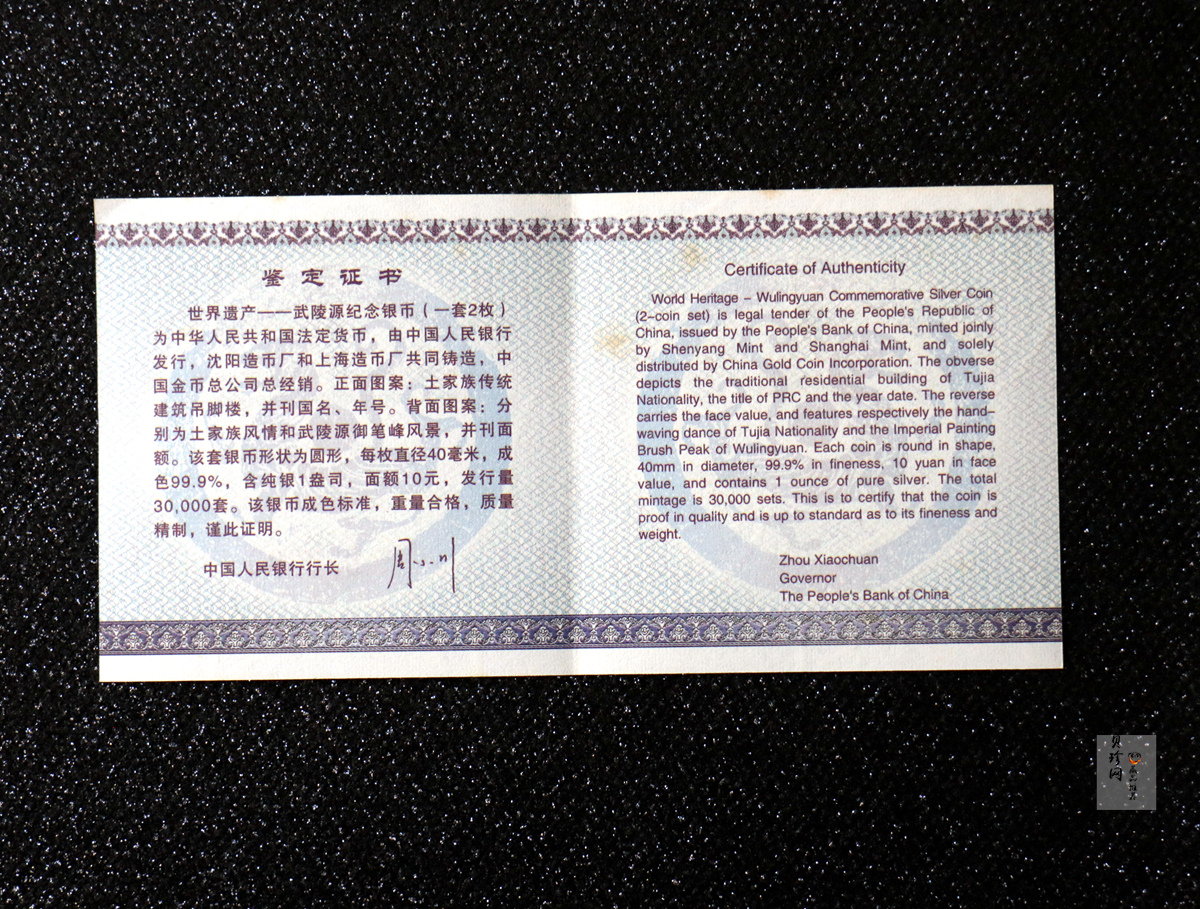 鉴定证书
世界遗产——武陵源纪念银币（一套2枚）
为中华人民共和国法定货币，由中国人民银行
发行，沈阳造币厂和上海造币厂共同铸造，中
国金币总公司总经销。正面图案：土家族传统
建筑吊脚楼，并刊国名、年号。背面图案：分
别为土家族风情和武陵源御笔峰风景，并刊面
额。该套银币形状为圆形，每枚直径40毫米，成
色99.9%，含纯银1盎司，面额10元，发行量
30,000套。该银币成色标准，重量合格，质量
精制，谨此证明。
中国人民银行行长
周小川
Certificate of Authenticity
World Heritage – Wulingyuan Commemorative Silver Coin
(2–coin set) is legal tender of the People's Republic of
China, issued by the People's Bank of China, minted joinly
by Shenyang Mint and Shanghai Mint, and solely
distributed by China Gold Coin Incorporation. The obverse
depicts the traditional residential building of Tujia
Nationality, the title of PRC and the year date. The reverse
carries the face value, and features respectively the hand–
waving dance of Tujia Nationality and the Imperial Painting
Brush Peak of Wulingyuan. Each coin is round in shape,
40mm in diameter, 99.9% in fineness, 10 yuan in face
value, and contains 1 ounce of pure silver. The total
mintage is 30,000 sets. This is to certify that the coin is
proof in quality and is up to standard as to its fineness and
weight.
Zhou Xiaochuan
Governor
The People's Bank of China